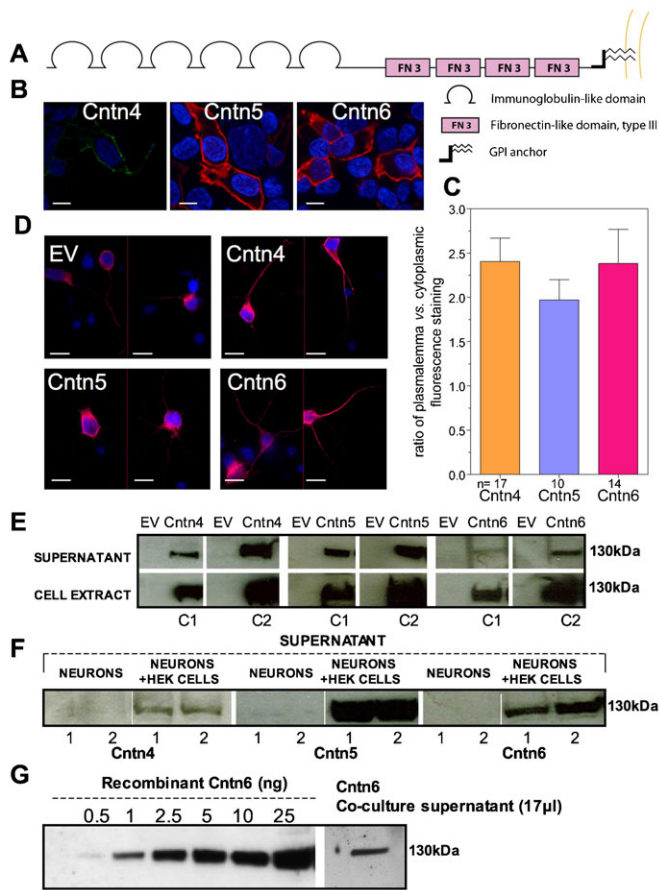 A
FN 3 FN 3 FN 3 FN 3
Immunoglobulin-like domain
FN 3 Fibronectin-like domain, type III
GPI anchor
B
Cntn4 Cntn5 Cntn6
C
ratio of plasmalemma vs. cytoplasmic
fluorescence staining
3.0
2.5
2.0
1.5
1.0
0.5
0.0
n= 17 10 14
Cntn4 Cntn5 Cntn6
D
EV Cntn4
Cntn5 Cntn6
E
EV Cntn4 EV Cntn4 EV Cntn5 EV Cntn5 EV Cntn6 EV Cntn6
SUPERNATANT 130kDa
CELL EXTRACT 130kDa
C1 C2 C1 C2 C1 C2
F
SUPERNATANT
NEURONS NEURONS +HEK CELLS NEURONS NEURONS +HEK CELLS NEURONS NEURONS +HEK CELLS
130kDa
1 2 1 2 1 2 1 2 1 2 1 2
Cntn4 Cntn5 Cntn6
G
Recombinant Cntn6 (ng)
0.5 1 2.5 5 10 25
Cntn6
Co-culture supernatant (17µl)
130kDa